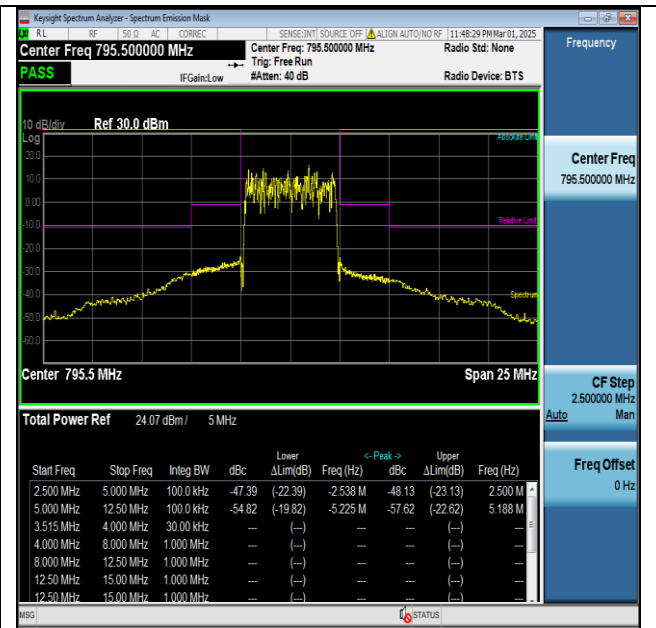 Keysight Spectrum Analyzer - Spectrum Emission Mask
RL RF 50 Ω AC CORREC SENSE:INT SOURCE OFF ALIGN AUTO/NO RF 11:48:29 PM Mar 01, 2025
Center Freq 795.500000 MHz Center Freq: 795.500000 MHz Radio Std: None
Trig: Free Run
PASS IFGain:Low #Atten: 40 dB Radio Device: BTS
Frequency
10 dB/div Ref 30.0 dBm
Log
Absolute Limit
20.0
10.0
0.00
-10.0
Relative Limit
-20.0
-30.0
-40.0
Spectrum
-50.0
-60.0
Center 795.5 MHz Span 25 MHz
Center Freq
795.500000 MHz
CF Step
2.500000 MHz
Auto Man
Freq Offset
0 Hz
Total Power Ref 24.07 dBm / 5 MHz
Lower <- Peak -> Upper
Start Freq Stop Freq Integ BW dBc ΔLim(dB) Freq (Hz) dBc ΔLim(dB) Freq (Hz)
2.500 MHz 5.000 MHz 100.0 kHz -47.39 (-22.39) -2.538 M -48.13 (-23.13) 2.500 M
5.000 MHz 12.50 MHz 100.0 kHz -54.82 (-19.82) -5.225 M -57.62 (-22.62) 5.188 M
3.515 MHz 4.000 MHz 30.00 kHz --- (---) --- --- (---) ---
4.000 MHz 8.000 MHz 1.000 MHz --- (---) --- --- (---) ---
8.000 MHz 12.50 MHz 1.000 MHz --- (---) --- --- (---) ---
12.50 MHz 15.00 MHz 1.000 MHz --- (---) --- --- (---) ---
12.50 MHz 15.00 MHz 1.000 MHz --- (---) --- --- (---) ---
MSG STATUS